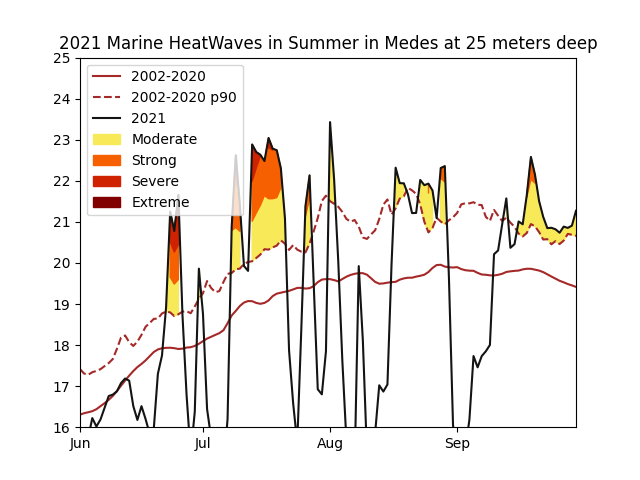 2021 Marine HeatWaves in Summer in Medes at 25 meters deep
2002-2020
2002-2020 p90
2021
Moderate
Strong
Severe
Extreme
25
24
23
22
21
20
19
18
17
16
Jun
Jul
Aug
Sep